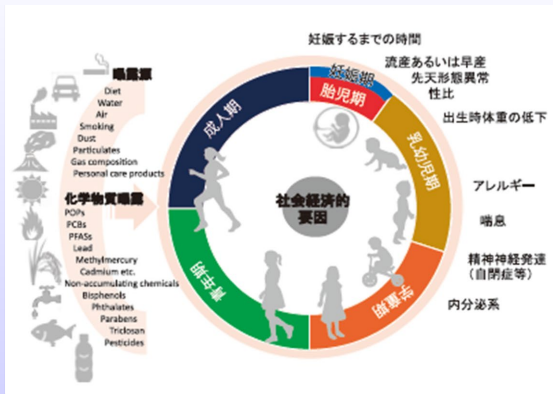 曝露源
Diet
Water
Air
Smoking
Dust
Particulates
Gas composition
Personal care products
化学物質曝露
POPs
PCBs
PFASs
Lead
Methylmercury
Cadmium etc.
Non-accumulating chemicals
Bisphenols
Phthalates
Parabens
Triclosan
Pesticides
成人期
妊娠期
胎児期
乳幼児期
学童期
青年期
社会経済的
要因
妊娠するまでの時間
流産あるいは早産
先天形態異常
性比
出生時体重の低下
アレルギー
喘息
精神神経発達
(自閉症等)
内分泌系